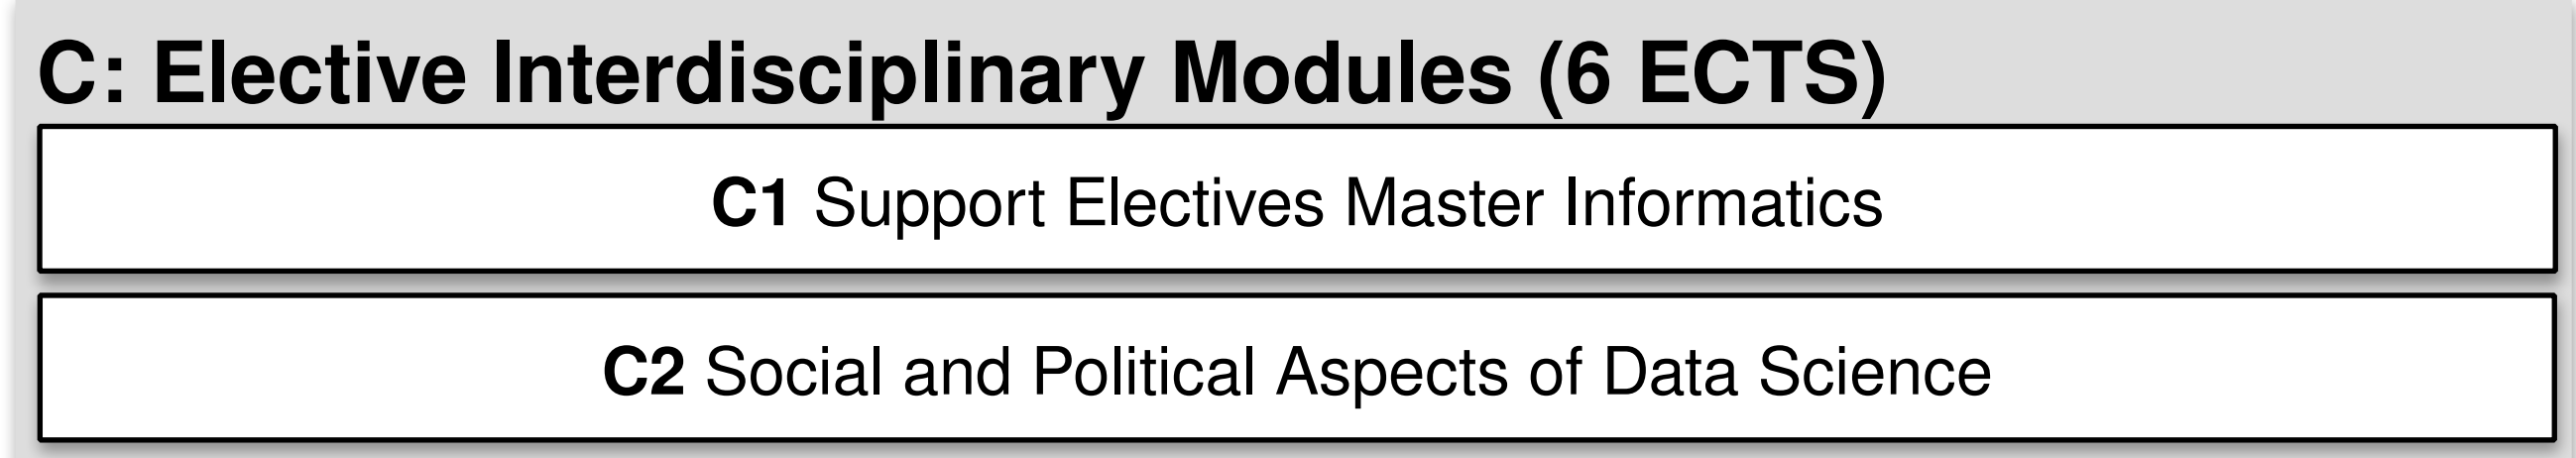 C: Elective Interdisciplinary Modules (6 ECTS)
C1 Support Electives Master Informatics
C2 Social and Political Aspects of Data Science